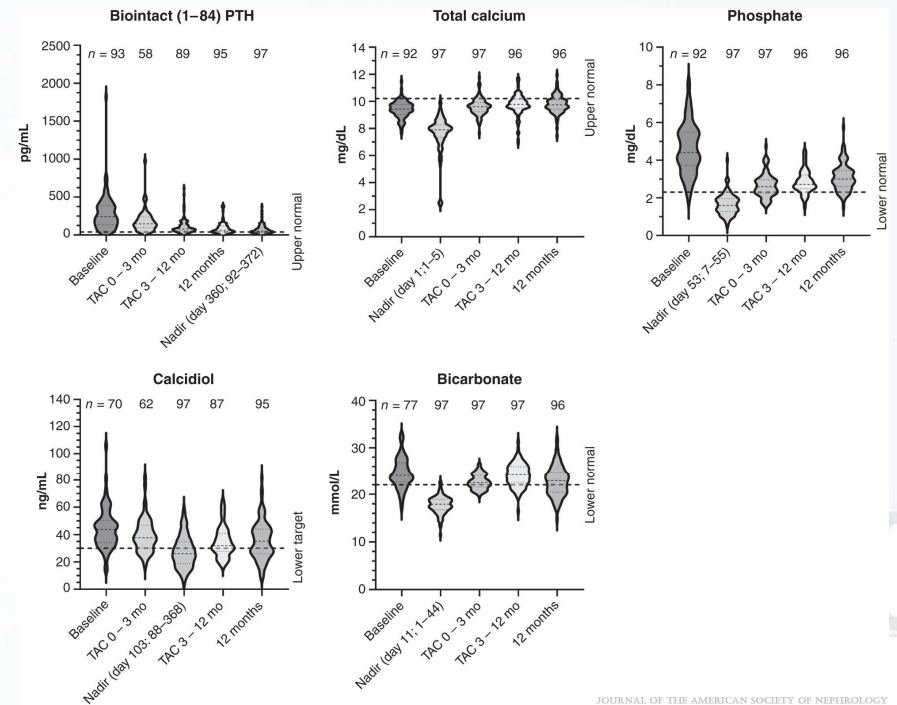 Biointact (1–84) PTH
pg/mL
2500
2000
1500
1000
500
0
n = 93 58 89 95 97
Upper normal
Baseline
TAC 0 – 3 mo
TAC 3 – 12 mo
12 months
Nadir (day 360; 92–372)
Total calcium
mg/dL
14
12
10
8
6
4
2
0
n = 92 97 97 96 96
Upper normal
Baseline
Nadir (day 1;1–5)
TAC 0 – 3 mo
TAC 3 – 12 mo
12 months
Phosphate
mg/dL
10
8
6
4
2
0
n = 92 97 97 96 96
Lower normal
Baseline
Nadir (day 53; 7–55)
TAC 0 – 3 mo
TAC 3 – 12 mo
12 months
Calcidiol
ng/mL
140
120
100
80
60
40
20
0
n = 70 62 97 87 95
Lower target
Baseline
TAC 0 – 3 mo
Nadir (day 103; 88–368)
TAC 3 – 12 mo
12 months
Bicarbonate
mmol/L
40
30
20
10
0
n = 77 97 97 97 96
Lower normal
Baseline
Nadir (day 11; 1–44)
TAC 0 – 3 mo
TAC 3 – 12 mo
12 months
JOURNAL OF THE AMERICAN SOCIETY OF NEPHROLOGY